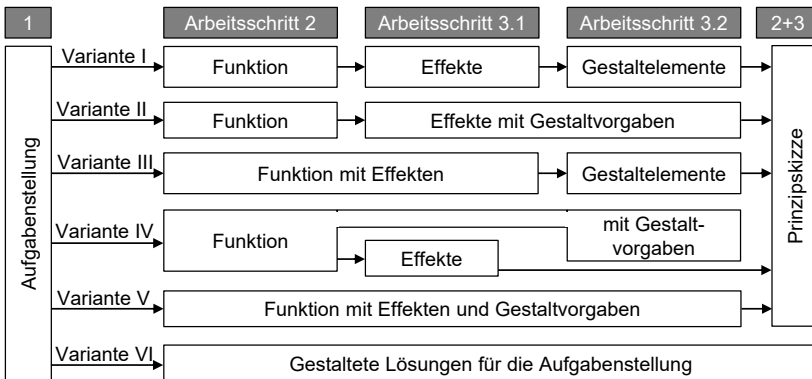 1 Arbeitsschritt 2 Arbeitsschritt 3.1 Arbeitsschritt 3.2 2+3
Aufgabenstellung
Variante I Funktion Effekte Gestaltelemente
Variante II Funktion Effekte mit Gestaltvorgaben
Variante III Funktion mit Effekten Gestaltelemente
Variante IV Funktion mit Gestalt-
vorgaben
Effekte
Variante V Funktion mit Effekten und Gestaltvorgaben
Variante VI Gestaltete Lösungen für die Aufgabenstellung
Prinzipskizze